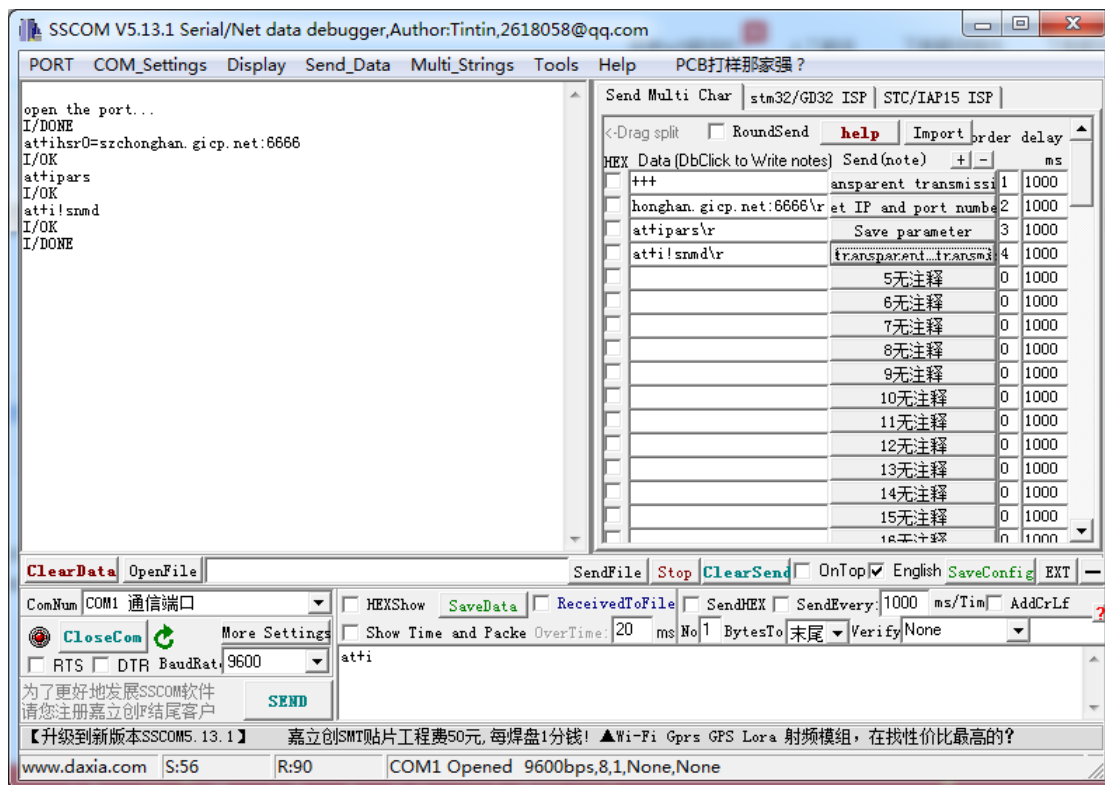 SSCOM V5.13.1 Serial/Net data debugger,Author:Tintin,2618058@qq.com
PORT COM_Settings Display Send_Data Multi_Strings Tools Help PCB打样那家强？
open the port...
I/DONE
at+ihsr0=szchonghan.gicp.net:6666
I/OK
at+ipars
I/OK
at+i!snmd
I/OK
I/DONE
Send Multi Char stm32/GD32 ISP STC/IAP15 ISP
<-Drag split RoundSend help Import order delay
HEX Data (DbClick to Write notes) Send(note) + - ms
+++ ansparent transmissi 1 1000
honghan.gicp.net:6666\r et IP and port numbe 2 1000
at+ipars\r Save parameter 3 1000
at+i!snmd\r transparent...transmi 4 1000
5无注释 0 1000
6无注释 0 1000
7无注释 0 1000
8无注释 0 1000
9无注释 0 1000
10无注释 0 1000
11无注释 0 1000
12无注释 0 1000
13无注释 0 1000
14无注释 0 1000
15无注释 0 1000
16无注释 0 1000
ClearData OpenFile SendFile Stop ClearSend OnTop English SaveConfig EXT —
ComNum COM1 通信端口 HEXShow SaveData ReceivedToFile SendHEX SendEvery: 1000 ms/Tim AddCrLf
CloseCom More Settings Show Time and Packe OverTime: 20 ms No 1 BytesTo 末尾 Verify None ?
RTS DTR BaudRat 9600
at+i
为了更好地发展SSCOM软件
请您注册嘉立创F结尾客户
SEND
【升级到新版本SSCOM5.13.1】 嘉立创SMT贴片工程费50元,每焊盘1分钱! ▲Wi-Fi Gprs GPS Lora 射频模组，在找性价比最高的?
www.daxia.com S:56 R:90 COM1 Opened 9600bps,8,1,None,None